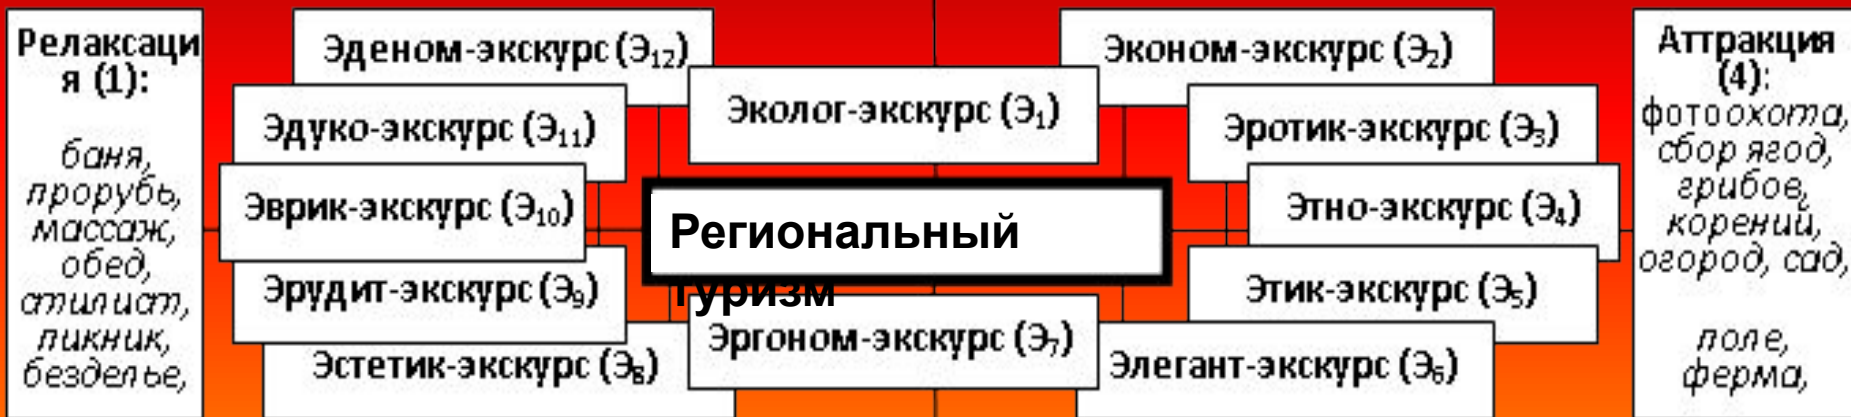 Релаксаци
я (1):
баня,
прорубь,
массаж,
обед,
стилист,
пикник,
безделье,
Эденом-экскурс (Э12)
Эдуко-экскурс (Э11)
Эврик-экскурс (Э10)
Эрудит-экскурс (Э9)
Эстетик-экскурс (Э8)
Эколог-экскурс (Э1)
Региональный
туризм
Эргоном-экскурс (Э7)
Эконом-экскурс (Э2)
Эротик-экскурс (Э3)
Этно-экскурс (Э4)
Этик-экскурс (Э5)
Элегант-экскурс (Э6)
Аттракция
(4):
фотоохота,
сбор ягод,
грибов,
корений,
огород, сад,
поле,
ферма,